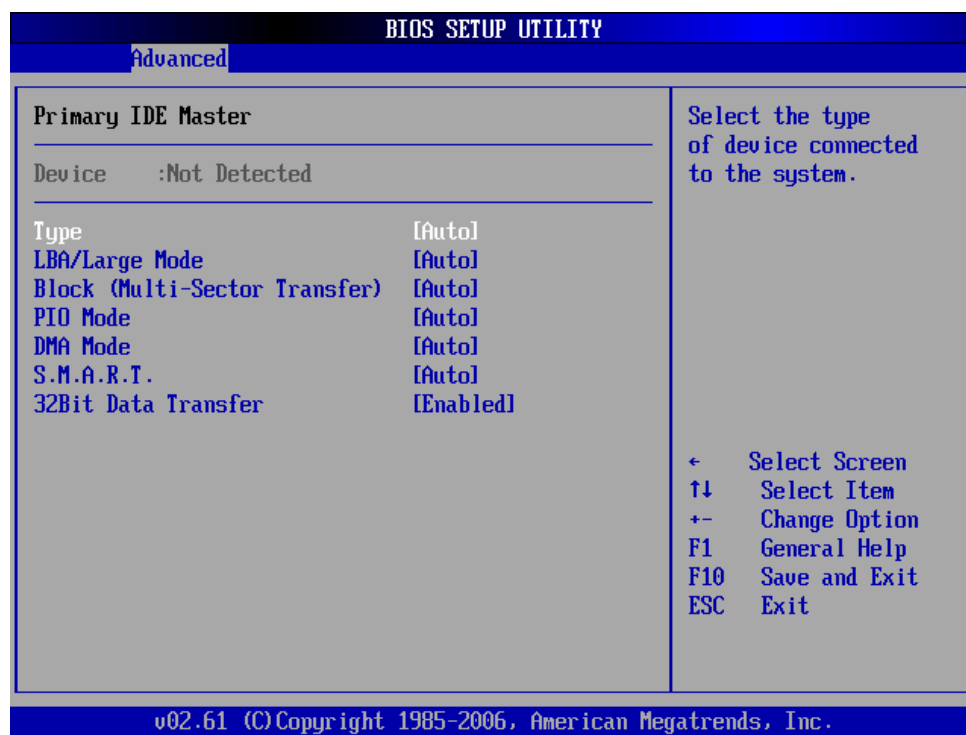 BIOS SETUP UTILITY
Advanced
Primary IDE Master
Device :Not Detected
Type [Auto]
LBA/Large Mode [Auto]
Block (Multi-Sector Transfer) [Auto]
PIO Mode [Auto]
DMA Mode [Auto]
S.M.A.R.T. [Auto]
32Bit Data Transfer [Enabled]
Select the type
of device connected
to the system.
← Select Screen
↑↓ Select Item
+- Change Option
F1 General Help
F10 Save and Exit
ESC Exit
v02.61 (C)Copyright 1985-2006, American Megatrends, Inc.